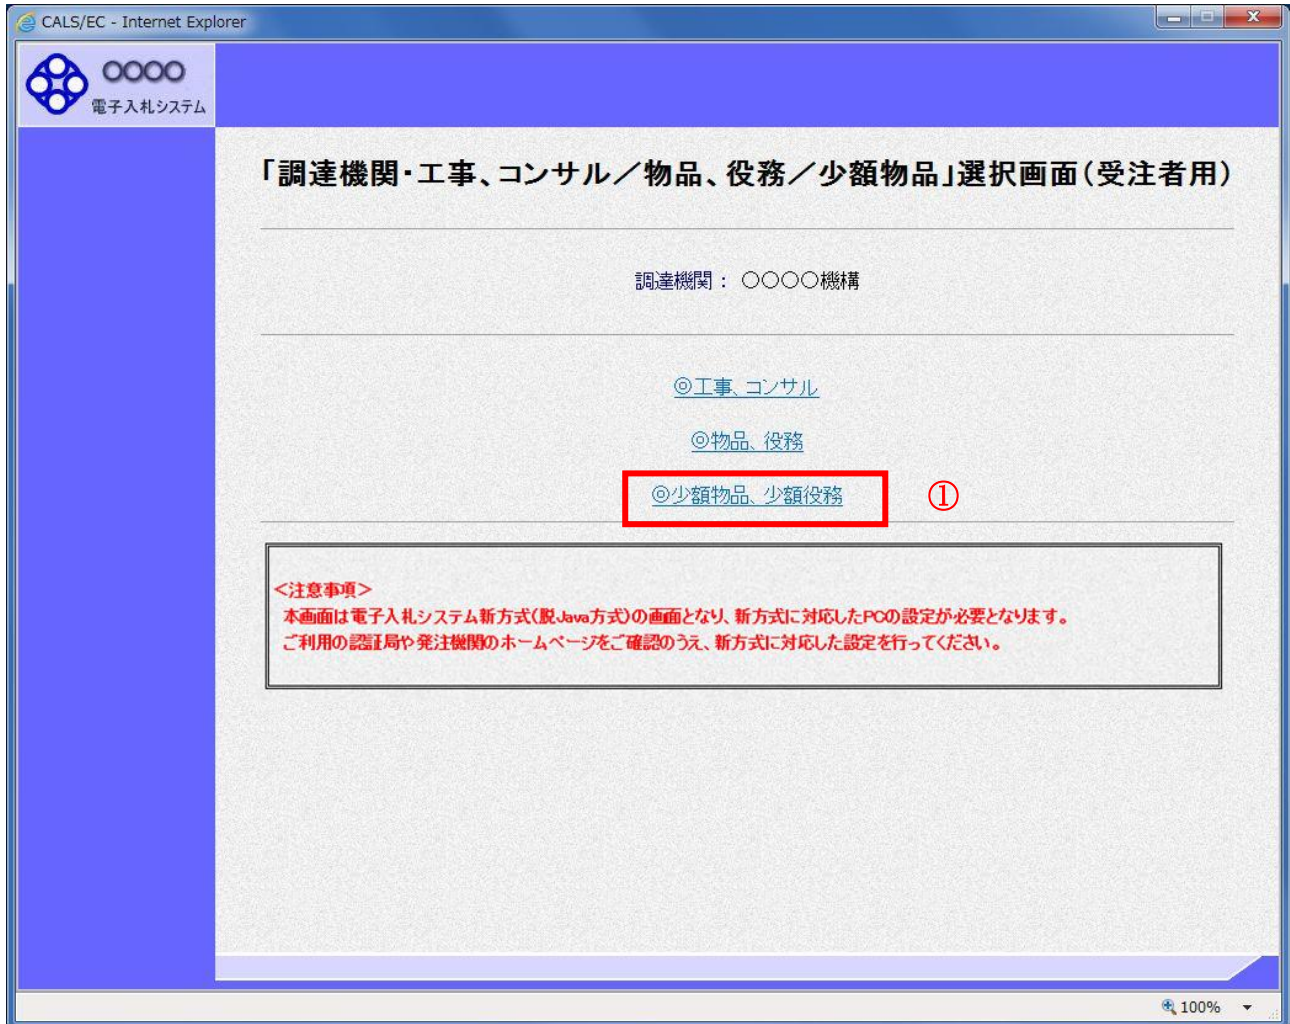 CALS/EC - Internet Explorer
〇〇〇〇
電子入札システム
「調達機関・工事、コンサル／物品、役務／少額物品」選択画面(受注者用)
調達機関： 〇〇〇〇機構
◎工事、コンサル
◎物品、役務
◎少額物品、少額役務
①
＜注意事項＞
本画面は電子入札システム新方式(脱Java方式)の画面となり、新方式に対応したPCの設定が必要となります。
ご利用の認証局や発注機関のホームページをご確認のうえ、新方式に対応した設定を行ってください。
100%